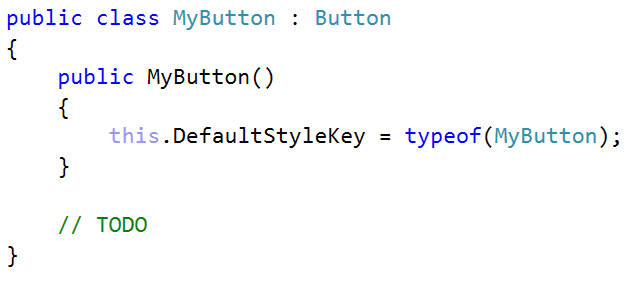 public class MyButton : Button
{
    public MyButton()
    {
        this.DefaultStyleKey = typeof(MyButton);
    }

    // TODO
}